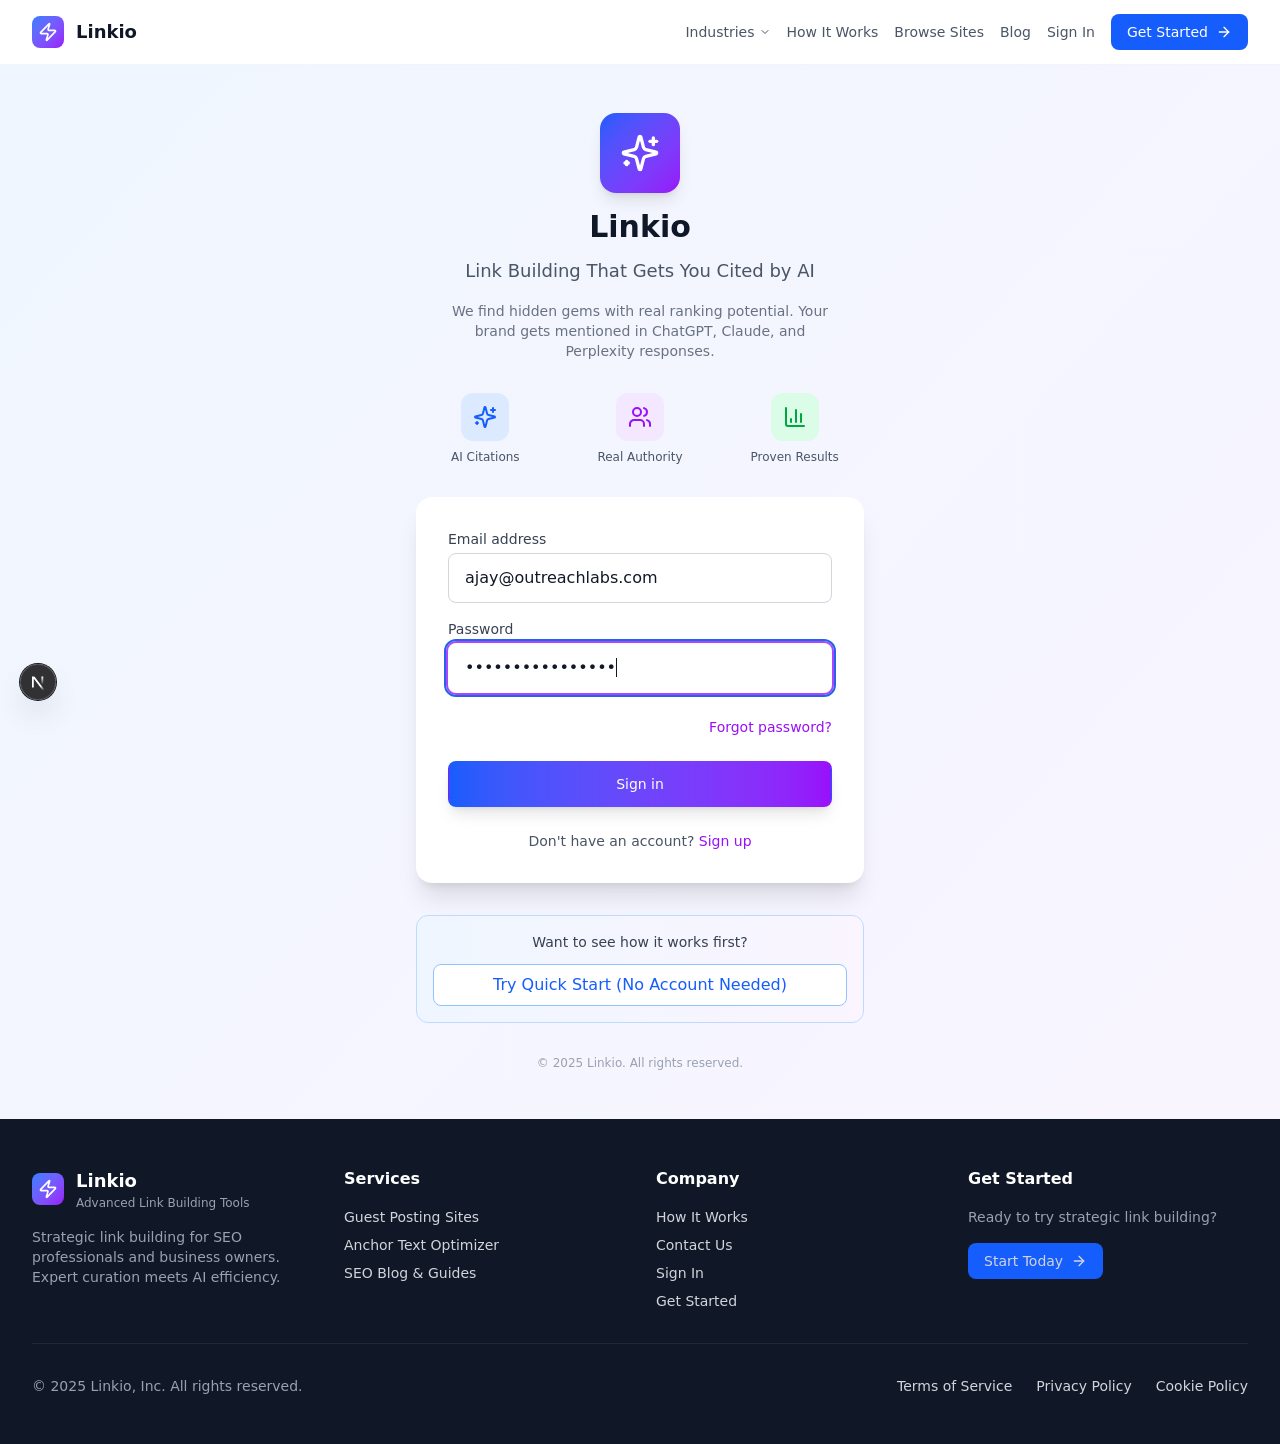 Linkio
Industries
How It Works
Browse Sites
Blog
Sign In
Get Started
Linkio
Link Building That Gets You Cited by AI
We find hidden gems with real ranking potential. Your
brand gets mentioned in ChatGPT, Claude, and
Perplexity responses.
AI Citations
Real Authority
Proven Results
Email address
ajay@outreachlabs.com
Password
••••••••••••••••
Forgot password?
Sign in
Don't have an account? Sign up
Want to see how it works first?
Try Quick Start (No Account Needed)
© 2025 Linkio. All rights reserved.
N
Linkio
Advanced Link Building Tools
Strategic link building for SEO
professionals and business owners.
Expert curation meets AI efficiency.
Services
Guest Posting Sites
Anchor Text Optimizer
SEO Blog & Guides
Company
How It Works
Contact Us
Sign In
Get Started
Get Started
Ready to try strategic link building?
Start Today
© 2025 Linkio, Inc. All rights reserved.
Terms of Service
Privacy Policy
Cookie Policy